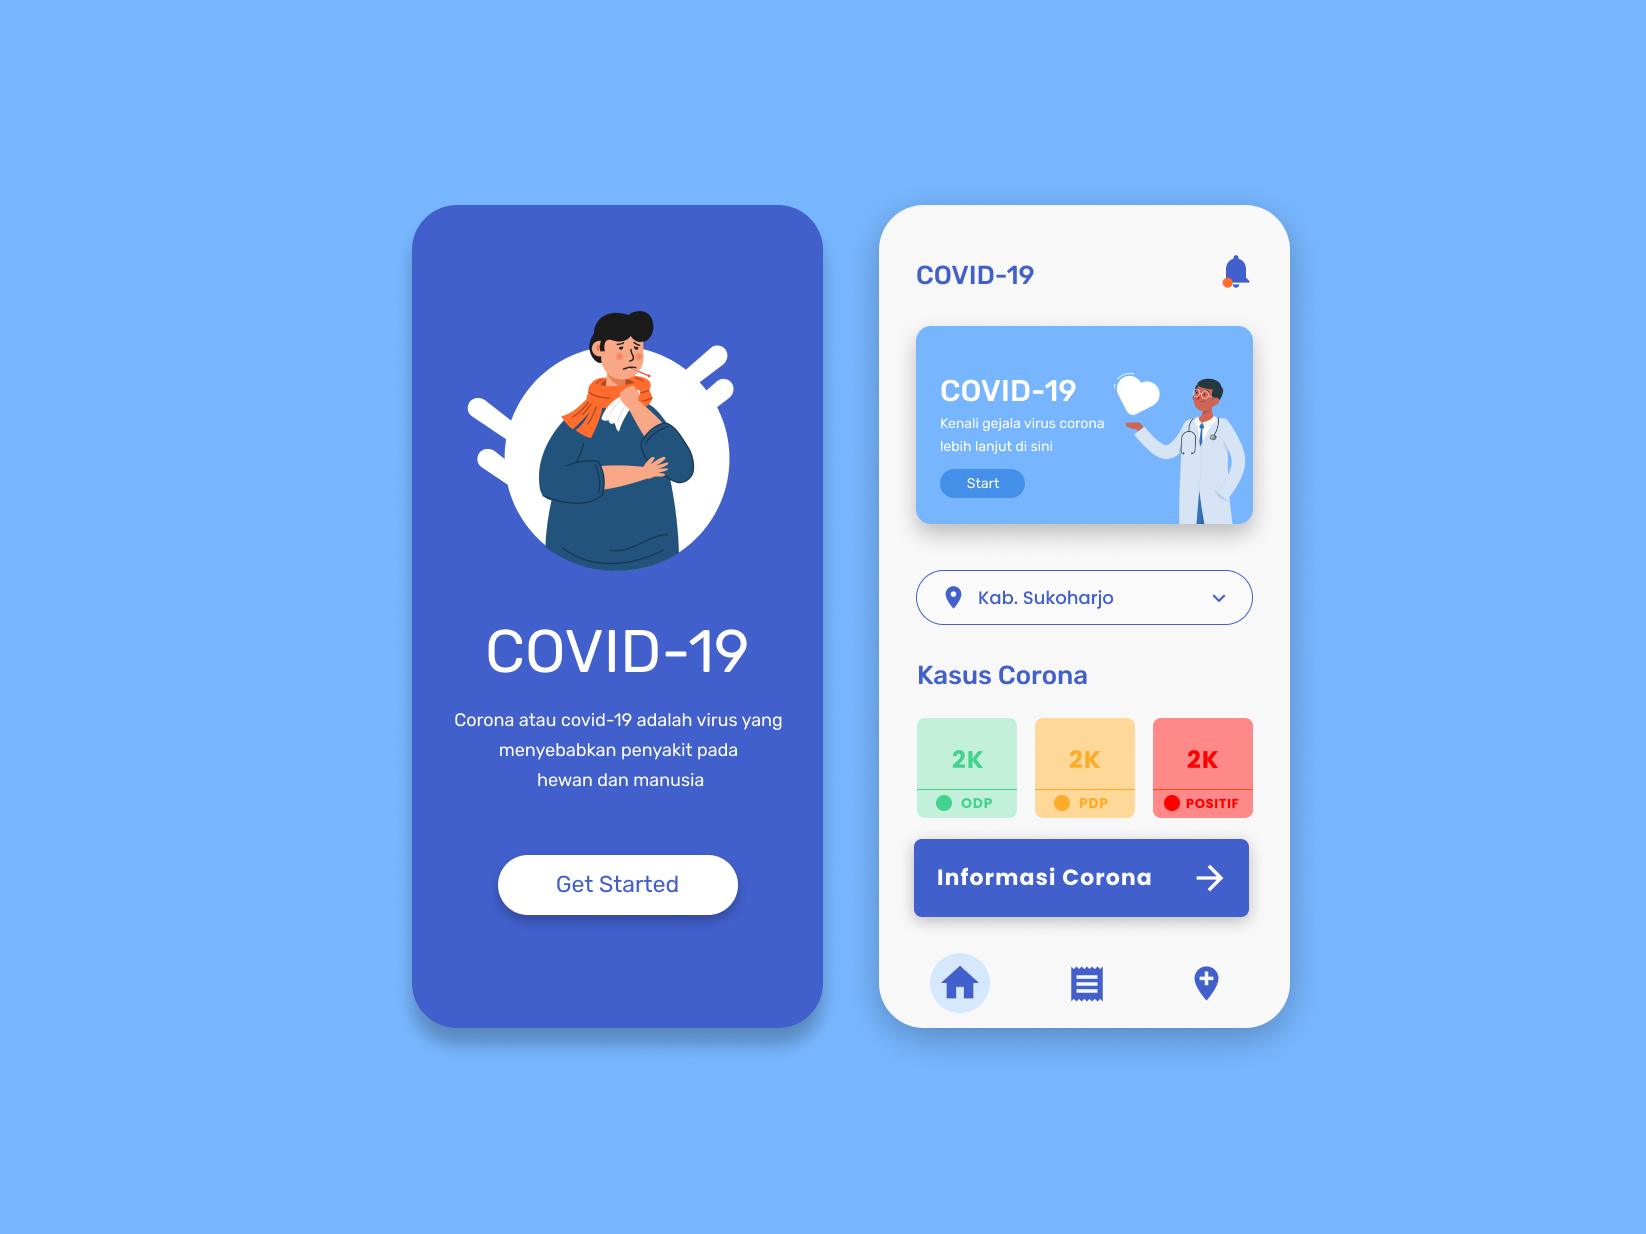 COVID-19
Corona atau covid-19 adalah virus yang
menyebabkan penyakit pada
hewan dan manusia
Get Started
COVID-19
COVID-19
Kenali gejala virus corona
lebih lanjut di sini
Start
Kab. Sukoharjo
Kasus Corona
2K
ODP
2K
PDP
2K
POSITIF
Informasi Corona